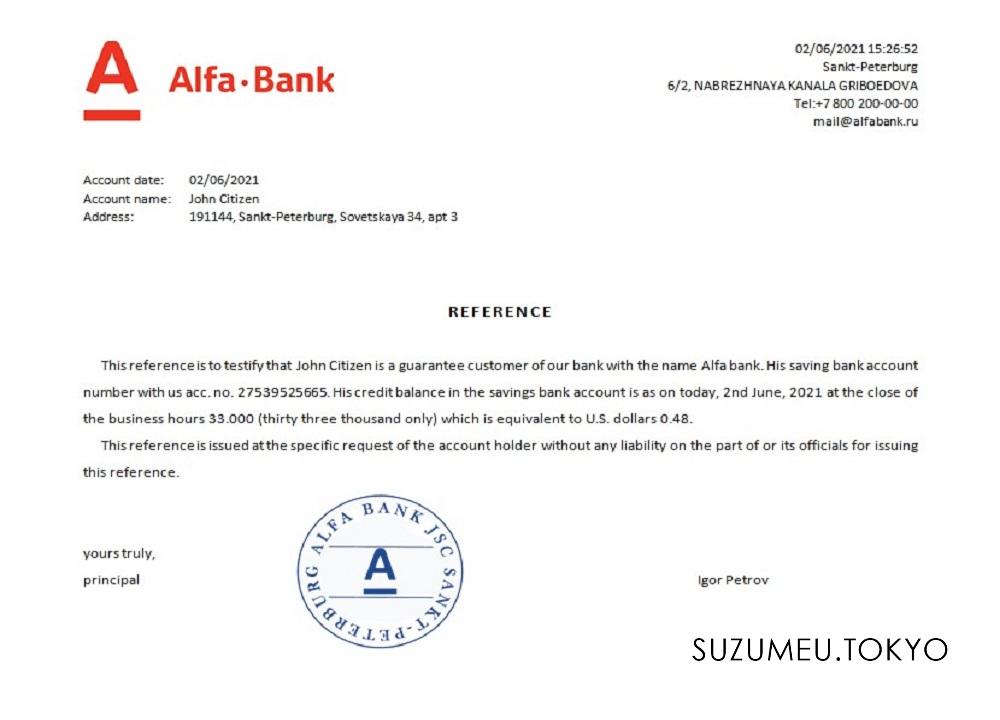 Alfa·Bank
02/06/2021 15:26:52
Sankt-Peterburg
6/2, NABREZHNAYA KANALA GRIBOEDOVA
Tel:+7 800 200-00-00
mail@alfabank.ru
Account date: 02/06/2021
Account name: John Citizen
Address: 191144, Sankt-Peterburg, Sovetskaya 34, apt 3
REFERENCE
This reference is to testify that John Citizen is a guarantee customer of our bank with the name Alfa bank. His saving bank account
number with us acc. no. 27539525665. His credit balance in the savings bank account is as on today, 2nd June, 2021 at the close of
the business hours 33.000 (thirty three thousand only) which is equivalent to U.S. dollars 0.48.
This reference is issued at the specific request of the account holder without any liability on the part of or its officials for issuing
this reference.
yours truly,
principal
ALFA BANK JSC SANKT-PETERBURG
Igor Petrov
SUZUMEU.TOKYO